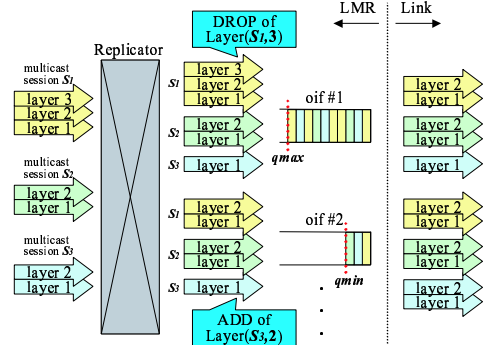 DROP of
Layer(S1,3)
LMR
Link
Replicator
multicast
session S1
layer 3
layer 2
layer 1
multicast
session S2
layer 2
layer 1
multicast
session S3
layer 2
layer 1
S1
layer 3
layer 2
layer 1
S2
layer 2
layer 1
S3
layer 1
oif #1
qmax
S1
layer 2
layer 1
S2
layer 2
layer 1
S3
layer 1
oif #2
qmin
ADD of
Layer(S3,2)
layer 2
layer 1
layer 2
layer 1
layer 1
layer 2
layer 1
layer 2
layer 1
layer 2
layer 1